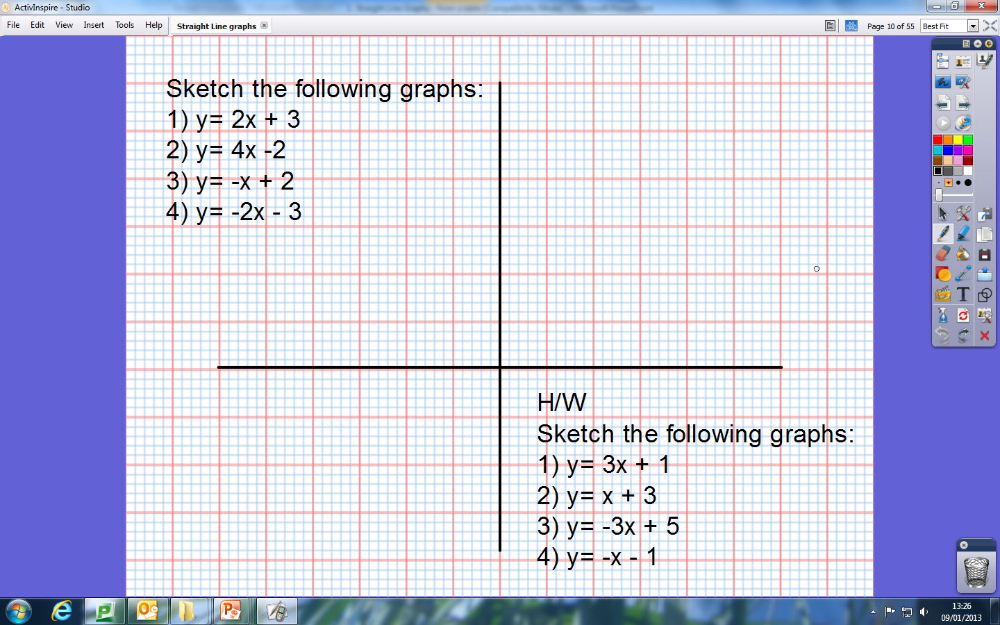 ActivInspire - Studio
File Edit View Insert Tools Help
Straight Line graphs
Page 10 of 55
Best Fit
Sketch the following graphs:
1) y= 2x + 3
2) y= 4x -2
3) y= -x + 2
4) y= -2x - 3
H/W
Sketch the following graphs:
1) y= 3x + 1
2) y= x + 3
3) y= -3x + 5
4) y= -x - 1
13:26
09/01/2013